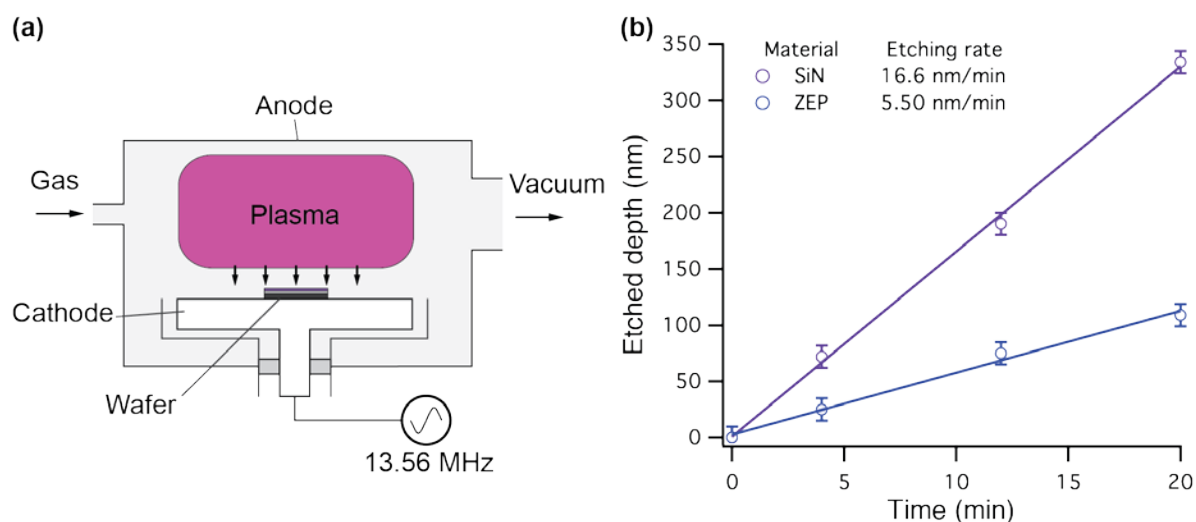 (a)
Anode
Gas
Vacuum
Plasma
Cathode
Wafer
13.56 MHz
(b)
Material Etching rate
SiN 16.6 nm/min
ZEP 5.50 nm/min
Etched depth (nm)
350
300
250
200
150
100
50
0
0 5 10 15 20
Time (min)